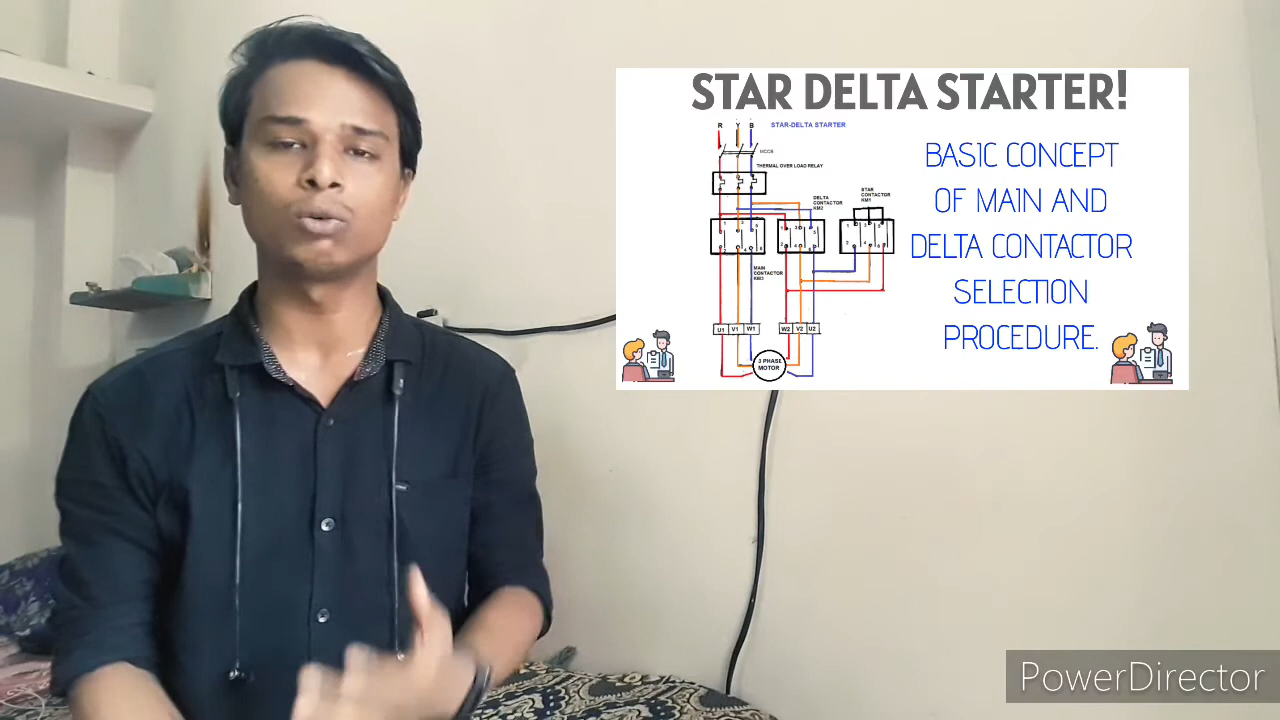 STAR DELTA STARTER!
R Y B
STAR-DELTA STARTER
MCCB
THERMAL OVER LOAD RELAY
DELTA
CONTACTOR
KM2
STAR
CONTACTOR
KM1
MAIN
CONTACTOR
KM3
U1 V1 W1
W2 V2 U2
3 PHASE
MOTOR
BASIC CONCEPT
OF MAIN AND
DELTA CONTACTOR
SELECTION
PROCEDURE.
PowerDirector